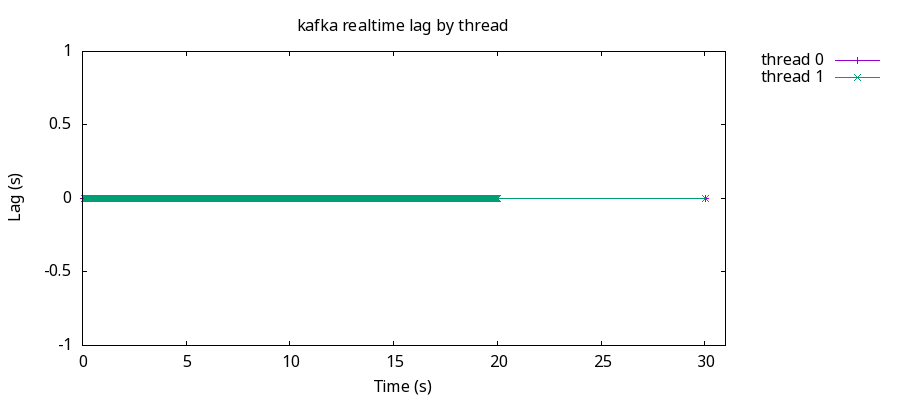 kafka realtime lag by thread
thread 0
thread 1
Lag (s)
1
0.5
0
-0.5
-1
0 5 10 15 20 25 30
Time (s)